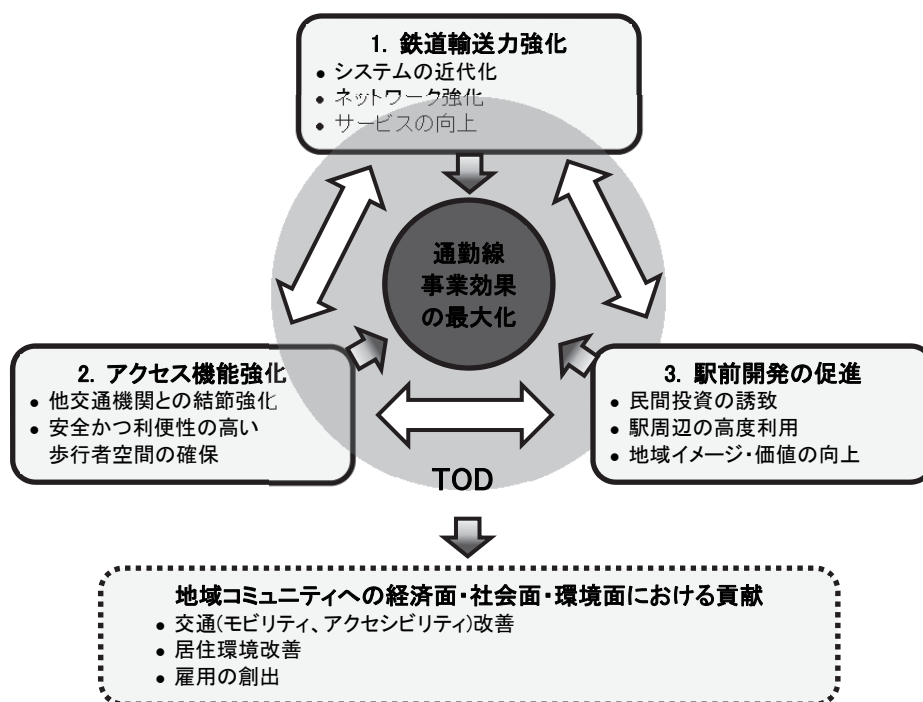 1. 鉄道輸送力強化
• システムの近代化
• ネットワーク強化
• サービスの向上
通勤線
事業効果
の最大化
2. アクセス機能強化
• 他交通機関との結節強化
• 安全かつ利便性の高い
歩行者空間の確保
3. 駅前開発の促進
• 民間投資の誘致
• 駅周辺の高度利用
• 地域イメージ・価値の向上
TOD
地域コミュニティへの経済面・社会面・環境面における貢献
• 交通(モビリティ、アクセシビリティ)改善
• 居住環境改善
• 雇用の創出